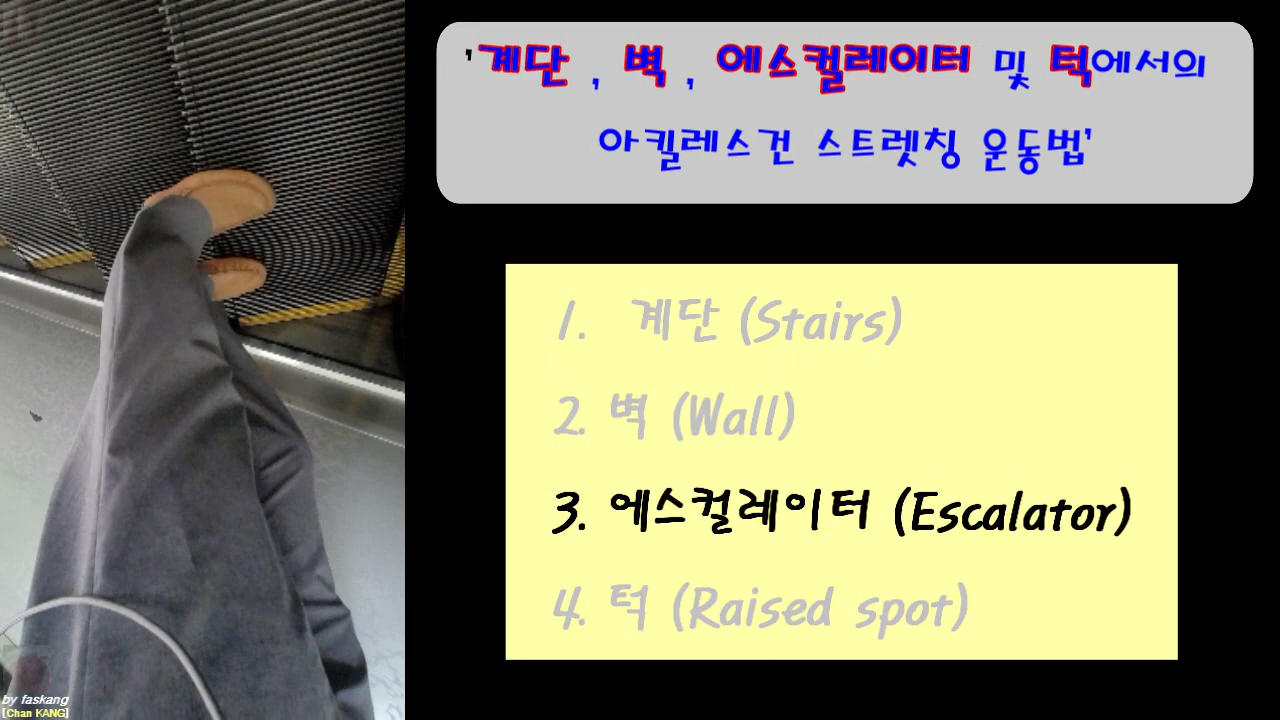 '계단 , 벽 , 에스컬레이터 및 턱에서의
아킬레스건 스트렛칭 운동법'
1. 계단 (Stairs)
2. 벽 (Wall)
3. 에스컬레이터 (Escalator)
4. 턱 (Raised spot)
by faskang
[Chan KANG]